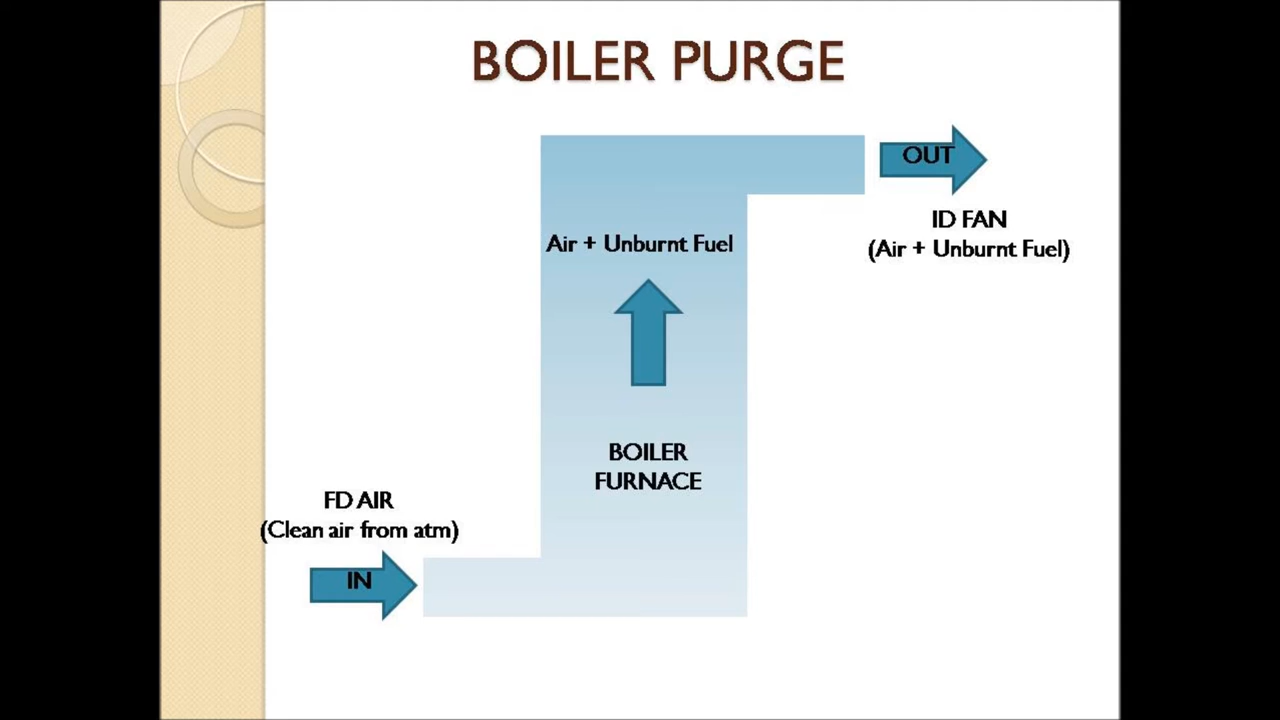 BOILER PURGE
OUT
ID FAN
(Air + Unburnt Fuel)
Air + Unburnt Fuel
BOILER
FURNACE
FD AIR
(Clean air from atm)
IN